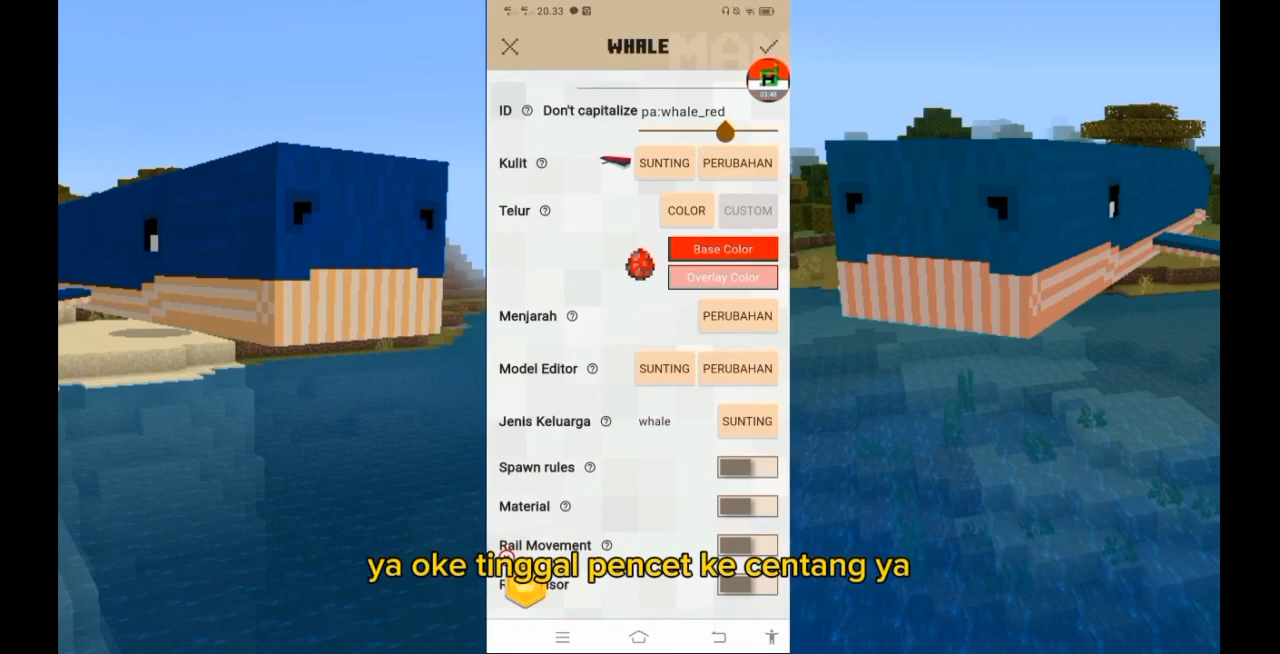 20.33
WHALE
03:48
ID Don't capitalize pa:whale_red
Kulit SUNTING PERUBAHAN
Telur COLOR CUSTOM
Base Color
Overlay Color
Menjarah PERUBAHAN
Model Editor SUNTING PERUBAHAN
Jenis Keluarga whale SUNTING
Spawn rules
Material
Rail Movement
ya oke tinggal pencet ke centang ya